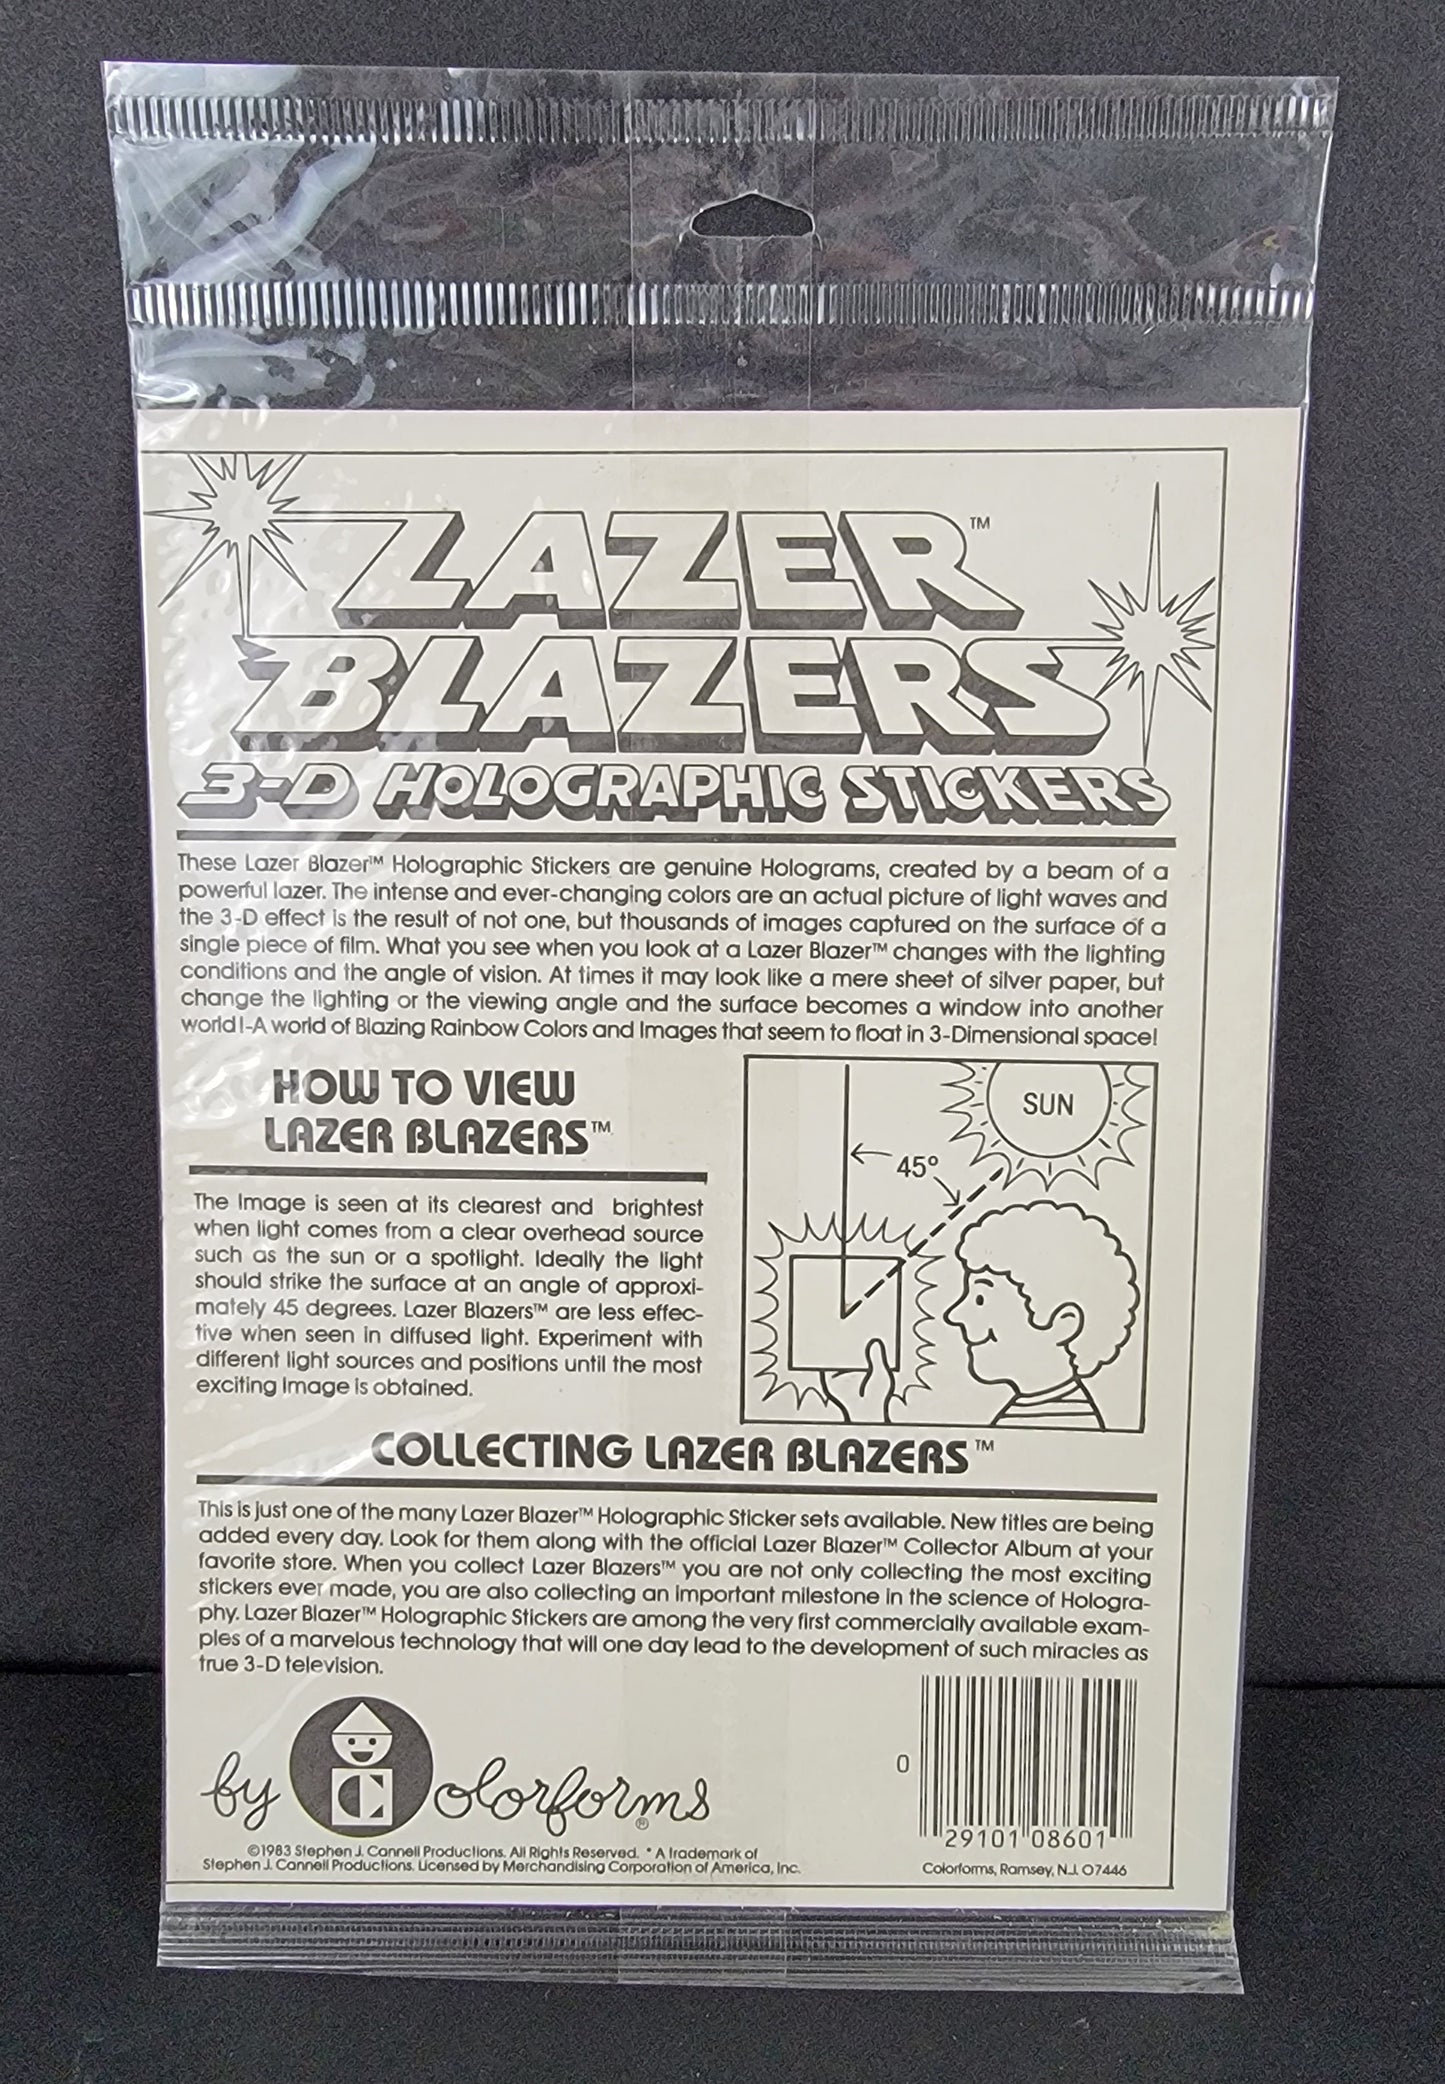 LAZER™
BLAZERS
3-D HOLOGRAPHIC STICKERS
These Lazer Blazer™ Holographic Stickers are genuine Holograms, created by a beam of a
powerful lazer. The intense and ever-changing colors are an actual picture of light waves and
the 3-D effect is the result of not one, but thousands of images captured on the surface of a
single piece of film. What you see when you look at a Lazer Blazer™ changes with the lighting
conditions and the angle of vision. At times it may look like a mere sheet of silver paper, but
change the lighting or the viewing angle and the surface becomes a window into another
world!-A world of Blazing Rainbow Colors and Images that seem to float in 3-Dimensional space!
HOW TO VIEW
LAZER BLAZERS™
The Image is seen at its clearest and brightest
when light comes from a clear overhead source
such as the sun or a spotlight. Ideally the light
should strike the surface at an angle of approxi-
mately 45 degrees. Lazer Blazers™ are less effec-
tive when seen in diffused light. Experiment with
different light sources and positions until the most
exciting Image is obtained.
SUN
45°
COLLECTING LAZER BLAZERS™
This is just one of the many Lazer Blazer™ Holographic Sticker sets available. New titles are being
added every day. Look for them along with the official Lazer Blazer™ Collector Album at your
favorite store. When you collect Lazer Blazers™ you are not only collecting the most exciting
stickers ever made, you are also collecting an important milestone in the science of Hologra-
phy. Lazer Blazer™ Holographic Stickers are among the very first commercially available exam-
ples of a marvelous technology that will one day lead to the development of such miracles as
true 3-D television.
by Colorforms®
©1983 Stephen J. Cannell Productions. All Rights Reserved. * A trademark of
Stephen J. Cannell Productions. Licensed by Merchandising Corporation of America, Inc.
0 29101 08601
Colorforms, Ramsey, N.J. 07446